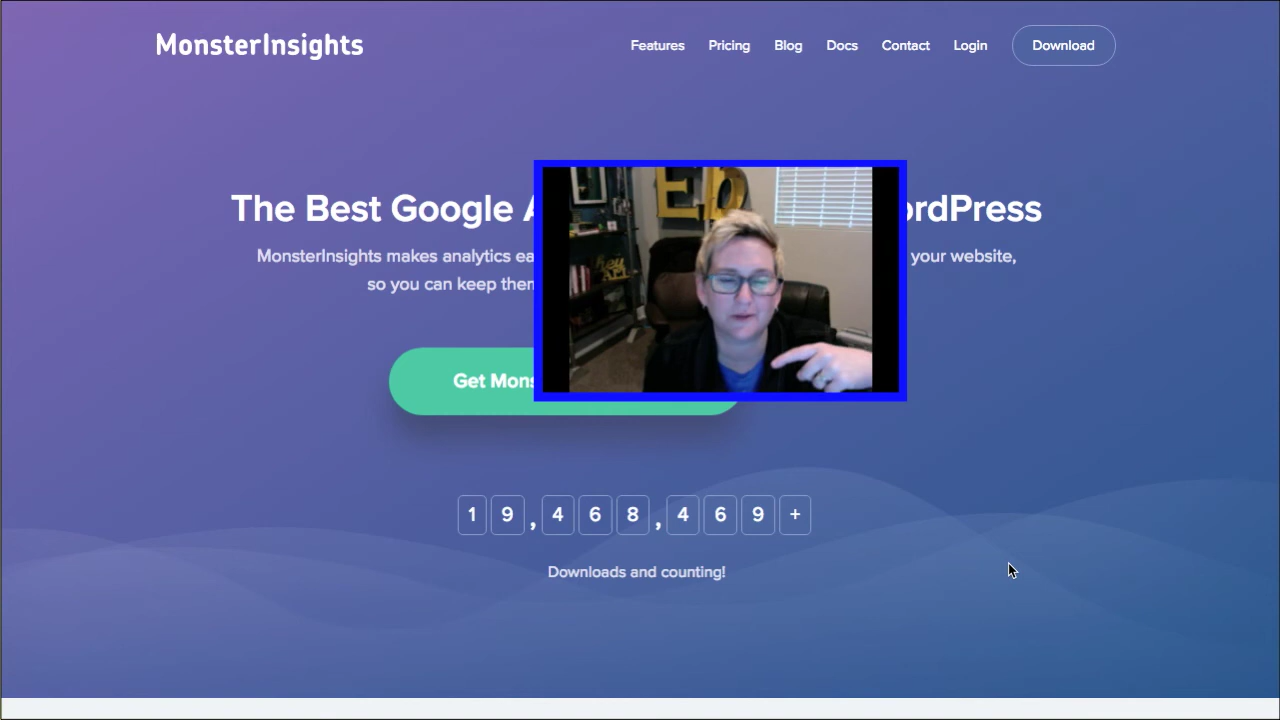 MonsterInsights
Features Pricing Blog Docs Contact Login Download
The Best Google
ordPress
MonsterInsights makes analytics ea
your website,
so you can keep
Get Mons
19,468,469+
Downloads and counting!